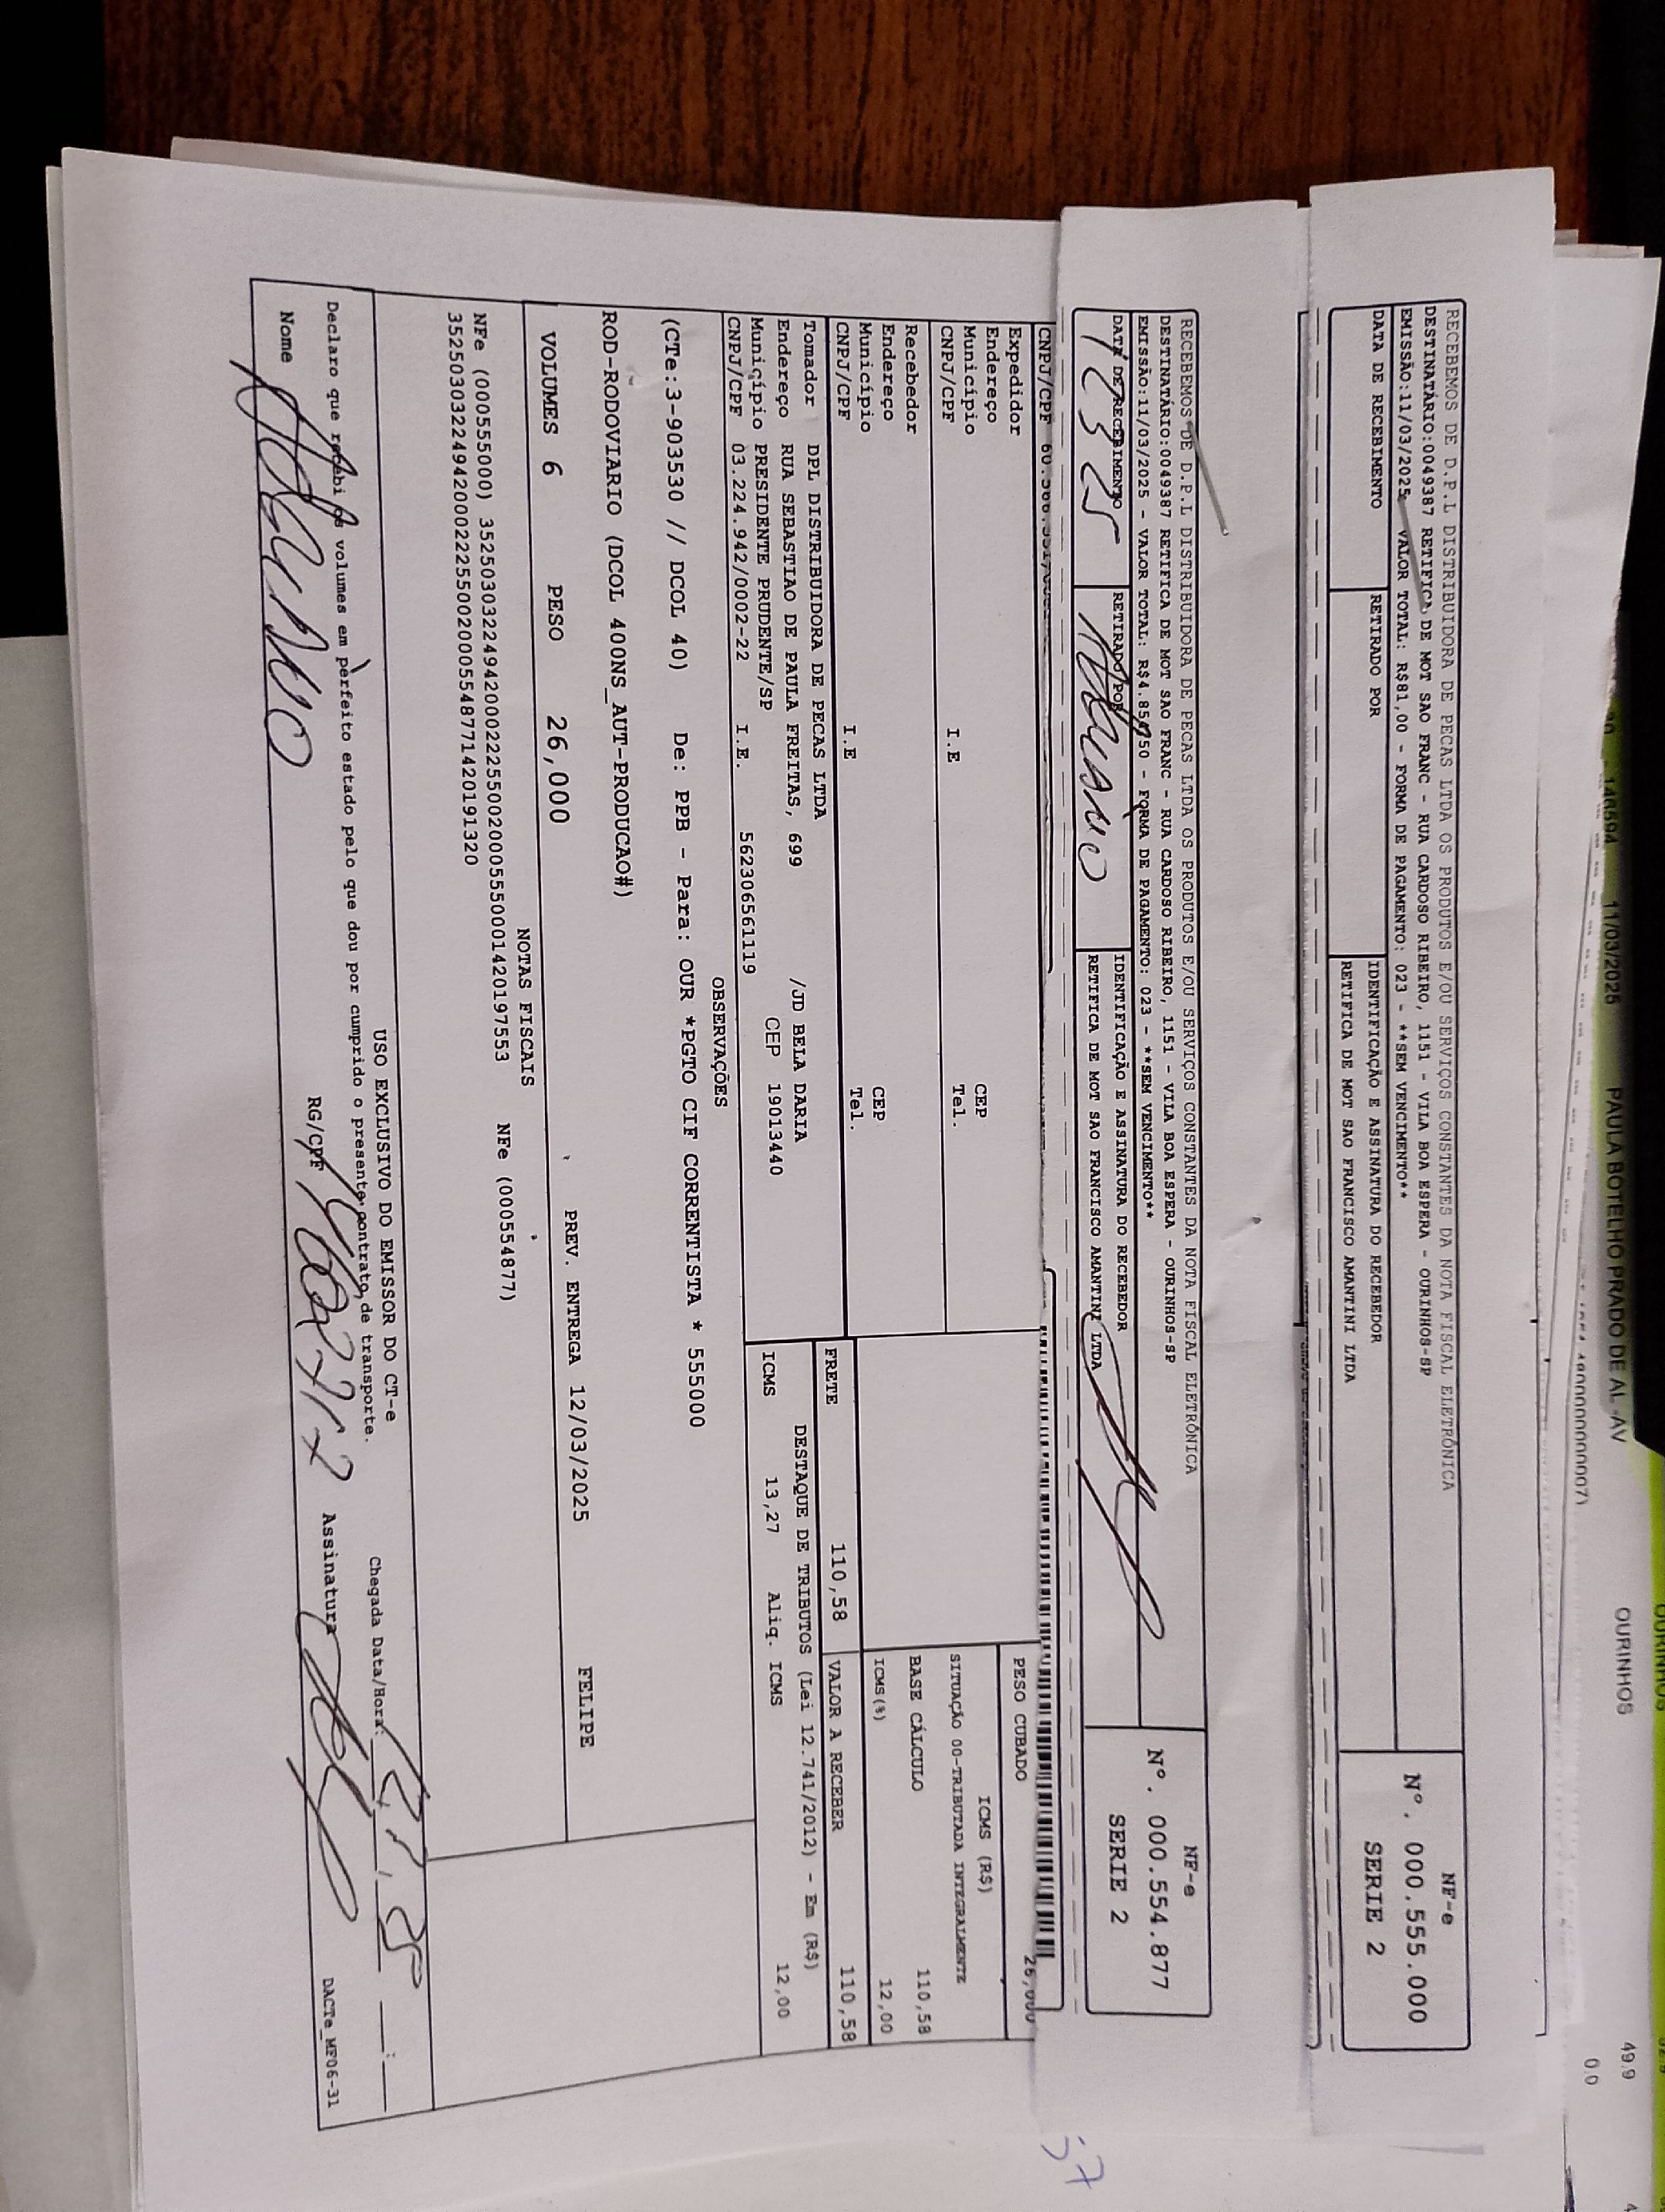 PAULA BOTELHO PRADO DE AL -AV
11/03/2025
OURINHOS
49.9
0.0
RECEBEMOS DE D.P.L DISTRIBUIDORA DE PECAS LTDA OS PRODUTOS E/OU SERVIÇOS CONSTANTES DA NOTA FISCAL ELETRÔNICA
DESTINATÁRIO:0049387 RETIFICA DE MOT SAO FRANC - RUA CARDOSO RIBEIRO, 1151 - VILA BOA ESPERA - OURINHOS-SP
EMISSÃO:11/03/2025 VALOR TOTAL: R$81,00 - FORMA DE PAGAMENTO: 023 - **SEM VENCIMENTO**
NF-e
Nº. 000.555.000
SERIE 2
DATA DE RECEBIMENTO RETIRADO POR IDENTIFICAÇÃO E ASSINATURA DO RECEBEDOR
RETIFICA DE MOT SAO FRANCISCO AMANTINI LTDA
RECEBEMOS DE D.P.L DISTRIBUIDORA DE PECAS LTDA OS PRODUTOS E/OU SERVIÇOS CONSTANTES DA NOTA FISCAL ELETRÔNICA
DESTINATÁRIO:0049387 RETIFICA DE MOT SAO FRANC - RUA CARDOSO RIBEIRO, 1151 - VILA BOA ESPERA - OURINHOS-SP
EMISSÃO:11/03/2025 - VALOR TOTAL: - FORMA DE PAGAMENTO: 023 - **SEM VENCIMENTO**
NF-e
Nº. 000.554.877
SERIE 2
DATA DE RECEBIMENTO RETIRADO POR IDENTIFICAÇÃO E ASSINATURA DO RECEBEDOR
RETIFICA DE MOT SAO FRANCISCO AMANTINI LTDA
CNPJ/CPF
Expedidor
Endereço
Município CEP
CNPJ/CPF I.E Tel.
Recebedor
Endereço
Município CEP
CNPJ/CPF I.E Tel.
PESO CUBADO
ICMS (R$)
SITUAÇÃO 00-TRIBUTADA INTEGRALMENTE
BASE CÁLCULO 110,58
ICMS(%) 12,00
Tomador DPL DISTRIBUIDORA DE PECAS LTDA
Endereço RUA SEBASTIAO DE PAULA FREITAS, 699 /JD BELA DARIA
Município PRESIDENTE PRUDENTE/SP CEP 19013440
CNPJ/CPF 03.224.942/0002-22 I.E. 562306561119
FRETE 110,58 VALOR A RECEBER 110,58
DESTAQUE DE TRIBUTOS (Lei 12.741/2012) - Em (R$)
ICMS 13,27 Aliq. ICMS 12,00
OBSERVAÇÕES
(CTe:3-903530 // DCOL 40) De: PPB - Para: OUR *PGTO CIF CORRENTISTA * 555000
ROD-RODOVIARIO (DCOL 400NS_AUT-PRODUCAO#)
VOLUMES 6 PESO 26,000 PREV. ENTREGA 12/03/2025 FELIPE
NOTAS FISCAIS
NFe (000555000) 35250303224942000222550020005550001420197553 NFe (000554877)
35250303224942000222550020005548771420191320
USO EXCLUSIVO DO EMISSOR DO CT-e
Declaro que recebi os volumes em perfeito estado pelo que dou por cumprido o presente contrato de transporte.
Chegada Data/Hora:
Nome RG/CPF Assinatura
DACTe_MF06-31